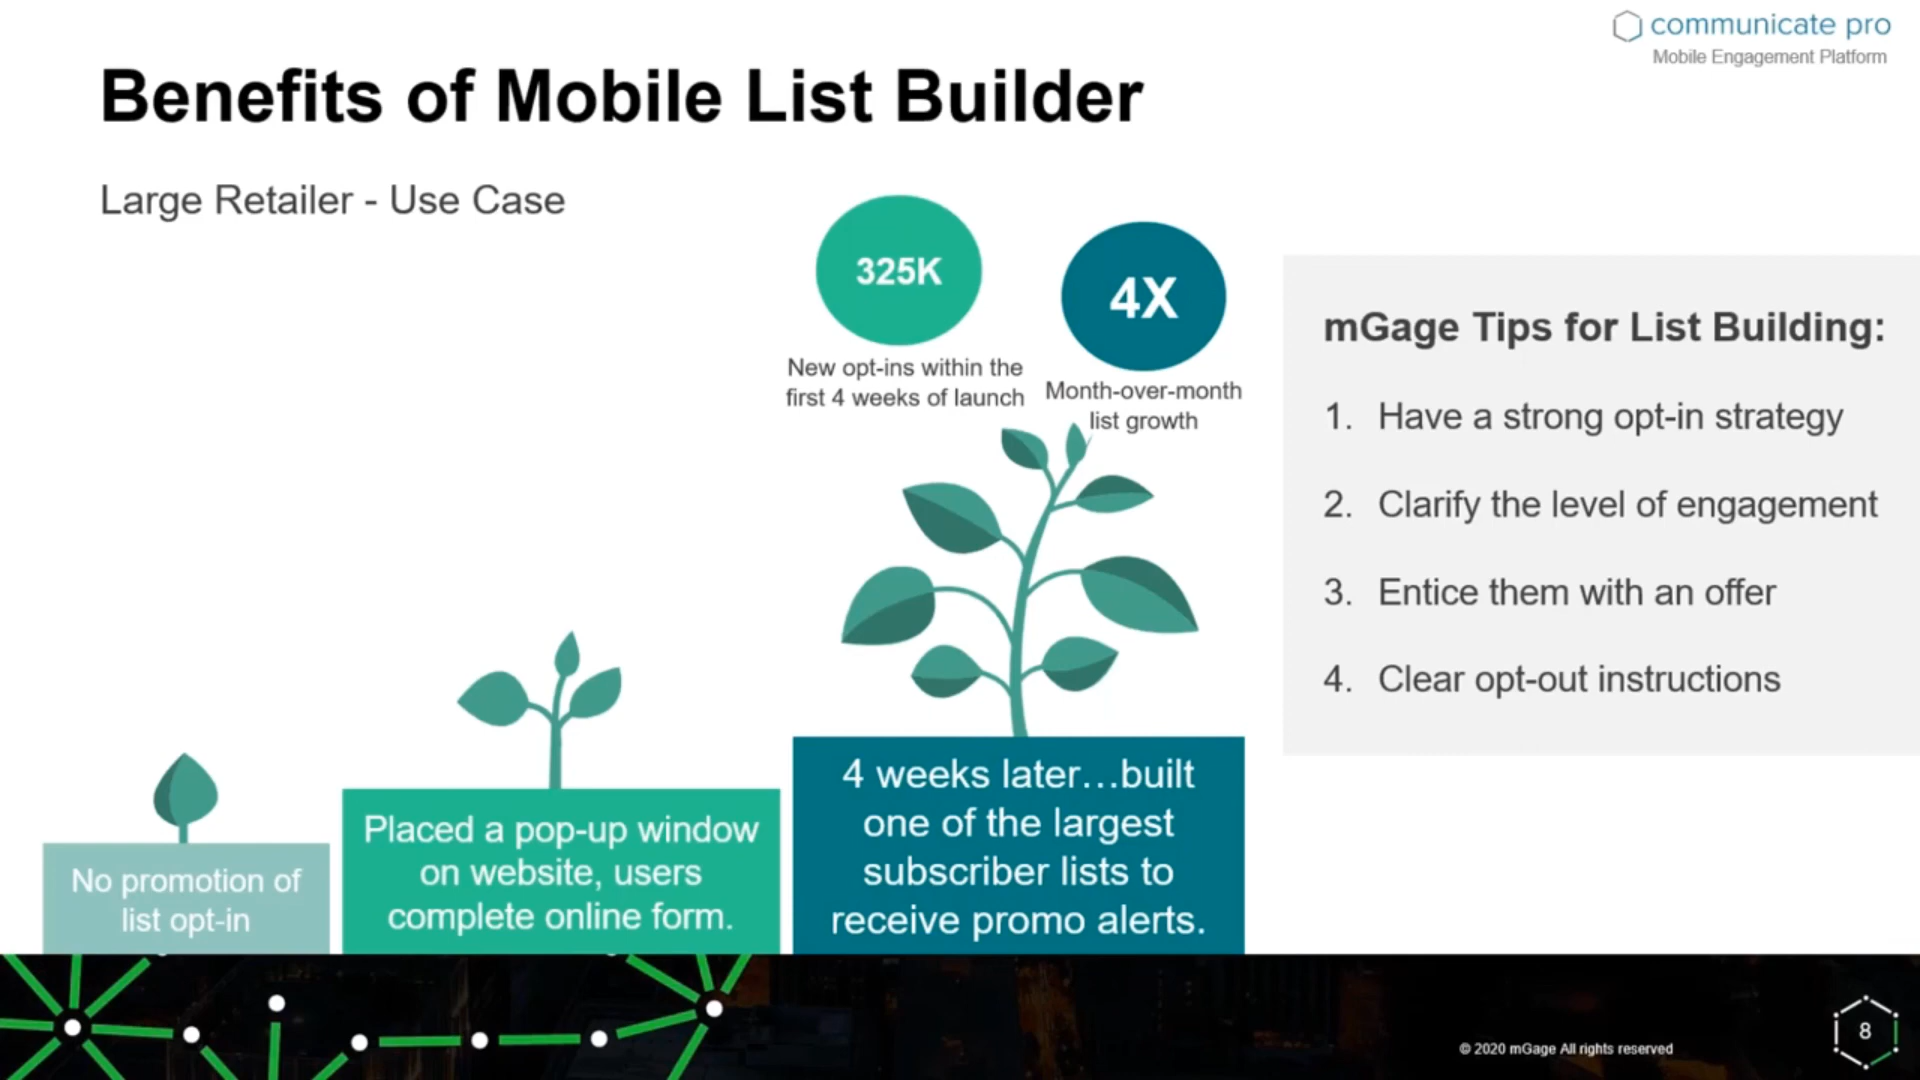 communicate pro
Mobile Engagement Platform
Benefits of Mobile List Builder
Large Retailer - Use Case
325K
New opt-ins within the
first 4 weeks of launch
4X
Month-over-month
list growth
mGage Tips for List Building:
1. Have a strong opt-in strategy
2. Clarify the level of engagement
3. Entice them with an offer
4. Clear opt-out instructions
No promotion of
list opt-in
Placed a pop-up window
on website, users
complete online form.
4 weeks later...built
one of the largest
subscriber lists to
receive promo alerts.
© 2020 mGage All rights reserved
8